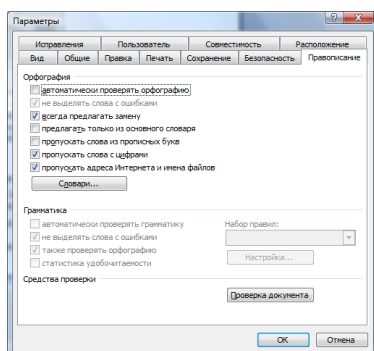 Параметры
Исправления Пользователь Совместимость Расположение
Вид Общие Правка Печать Сохранение Безопасность Правописание
Орфография
автоматически проверять орфографию
не выделять слова с ошибками
всегда предлагать замену
предлагать только из основного словаря
пропускать слова из прописных букв
пропускать слова с цифрами
пропускать адреса Интернета и имена файлов
Словари...
Грамматика
автоматически проверять грамматику Набор правил:
не выделять слова с ошибками
также проверять орфографию Настройка...
статистика удобочитаемости
Средства проверки
Проверка документа
ОК Отмена